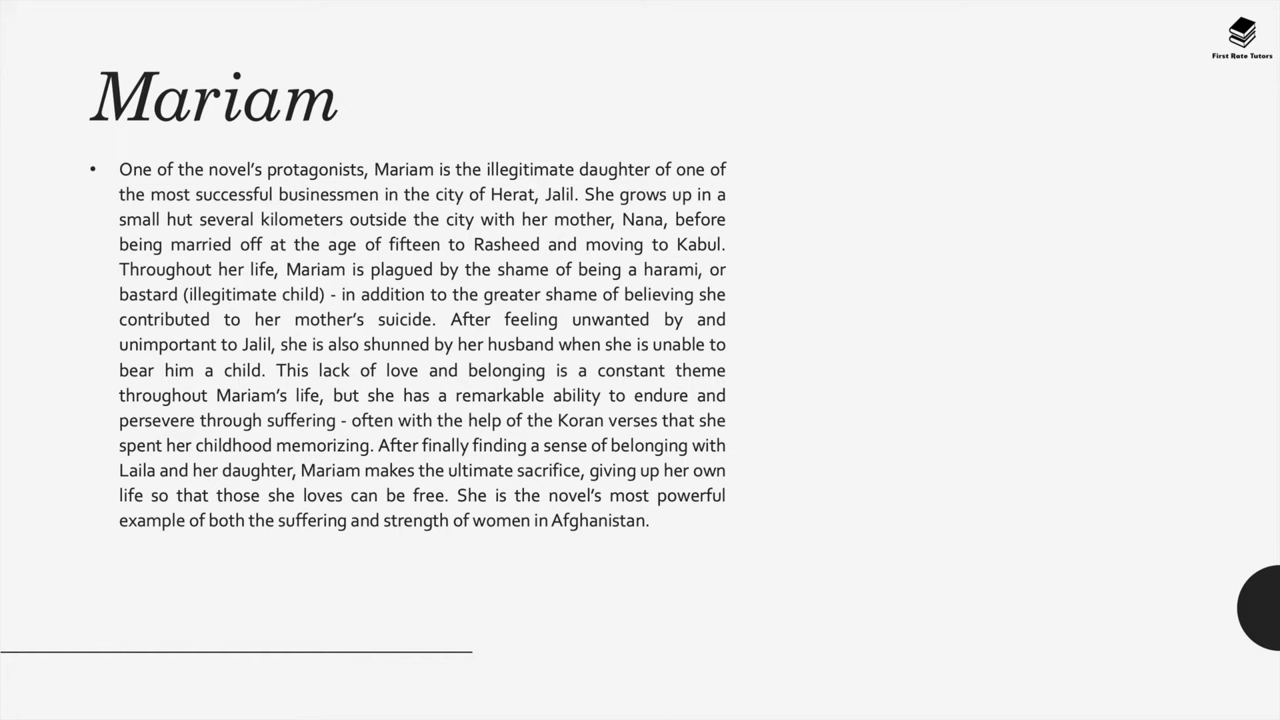 First Rate Tutors
Mariam
• One of the novel's protagonists, Mariam is the illegitimate daughter of one of
the most successful businessmen in the city of Herat, Jalil. She grows up in a
small hut several kilometers outside the city with her mother, Nana, before
being married off at the age of fifteen to Rasheed and moving to Kabul.
Throughout her life, Mariam is plagued by the shame of being a harami, or
bastard (illegitimate child) - in addition to the greater shame of believing she
contributed to her mother's suicide. After feeling unwanted by and
unimportant to Jalil, she is also shunned by her husband when she is unable to
bear him a child. This lack of love and belonging is a constant theme
throughout Mariam's life, but she has a remarkable ability to endure and
persevere through suffering - often with the help of the Koran verses that she
spent her childhood memorizing. After finally finding a sense of belonging with
Laila and her daughter, Mariam makes the ultimate sacrifice, giving up her own
life so that those she loves can be free. She is the novel's most powerful
example of both the suffering and strength of women in Afghanistan.